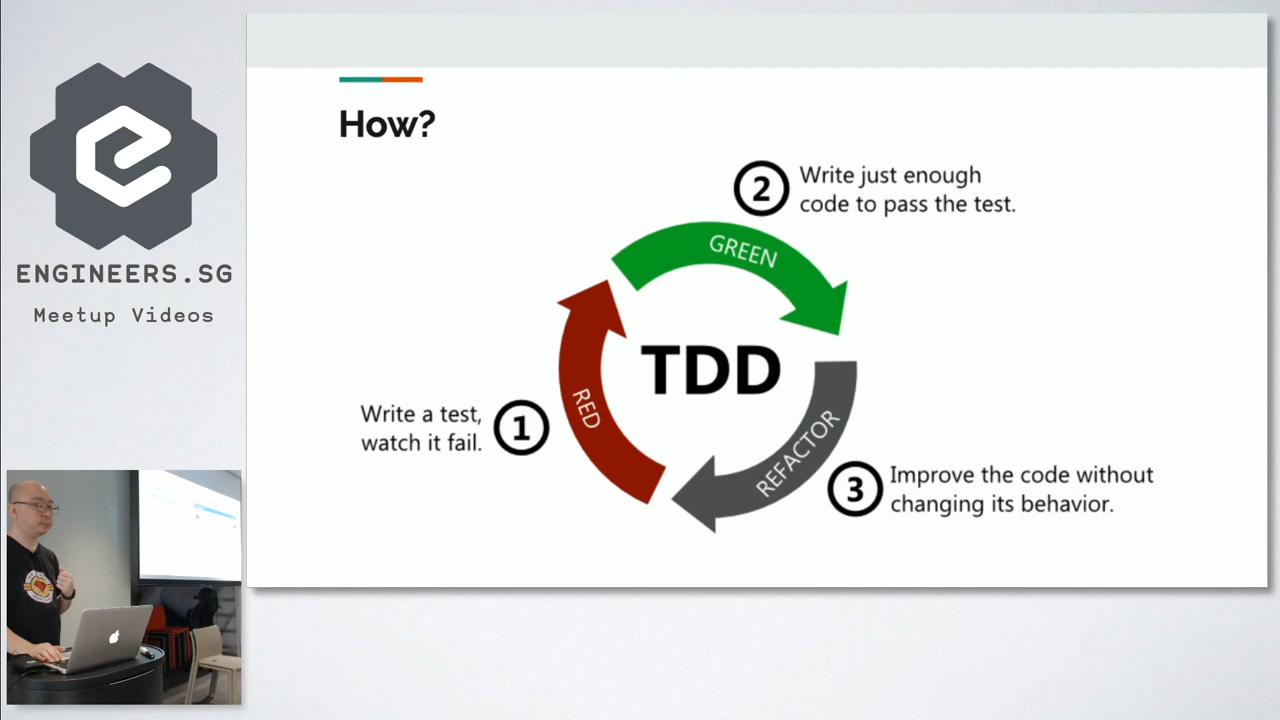 ENGINEERS.SG
Meetup Videos
How?
2
Write just enough
code to pass the test.
GREEN
TDD
RED
Write a test,
watch it fail.
1
REFACTOR
3
Improve the code without
changing its behavior.